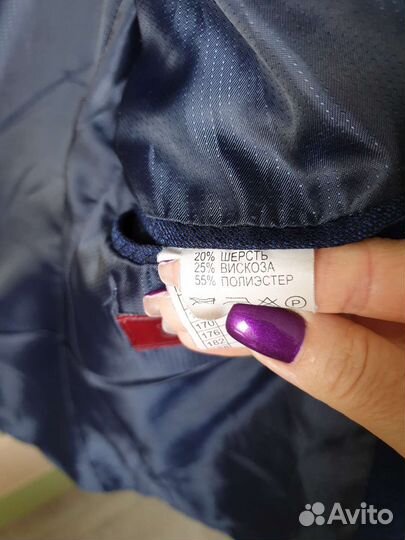 20% ШЕРСТЬ
25% ВИСКОЗА
55% ПОЛИЭСТЕР
P
170
176
182
Avito